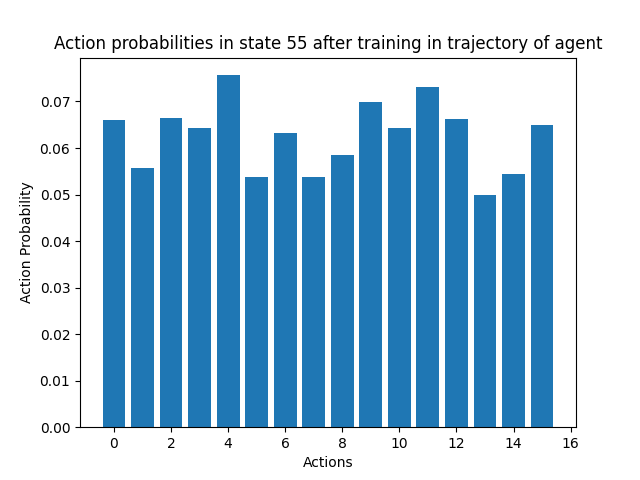 Action probabilities in state 55 after training in trajectory of agent
Action Probability
0.07
0.06
0.05
0.04
0.03
0.02
0.01
0.00
0 2 4 6 8 10 12 14 16
Actions